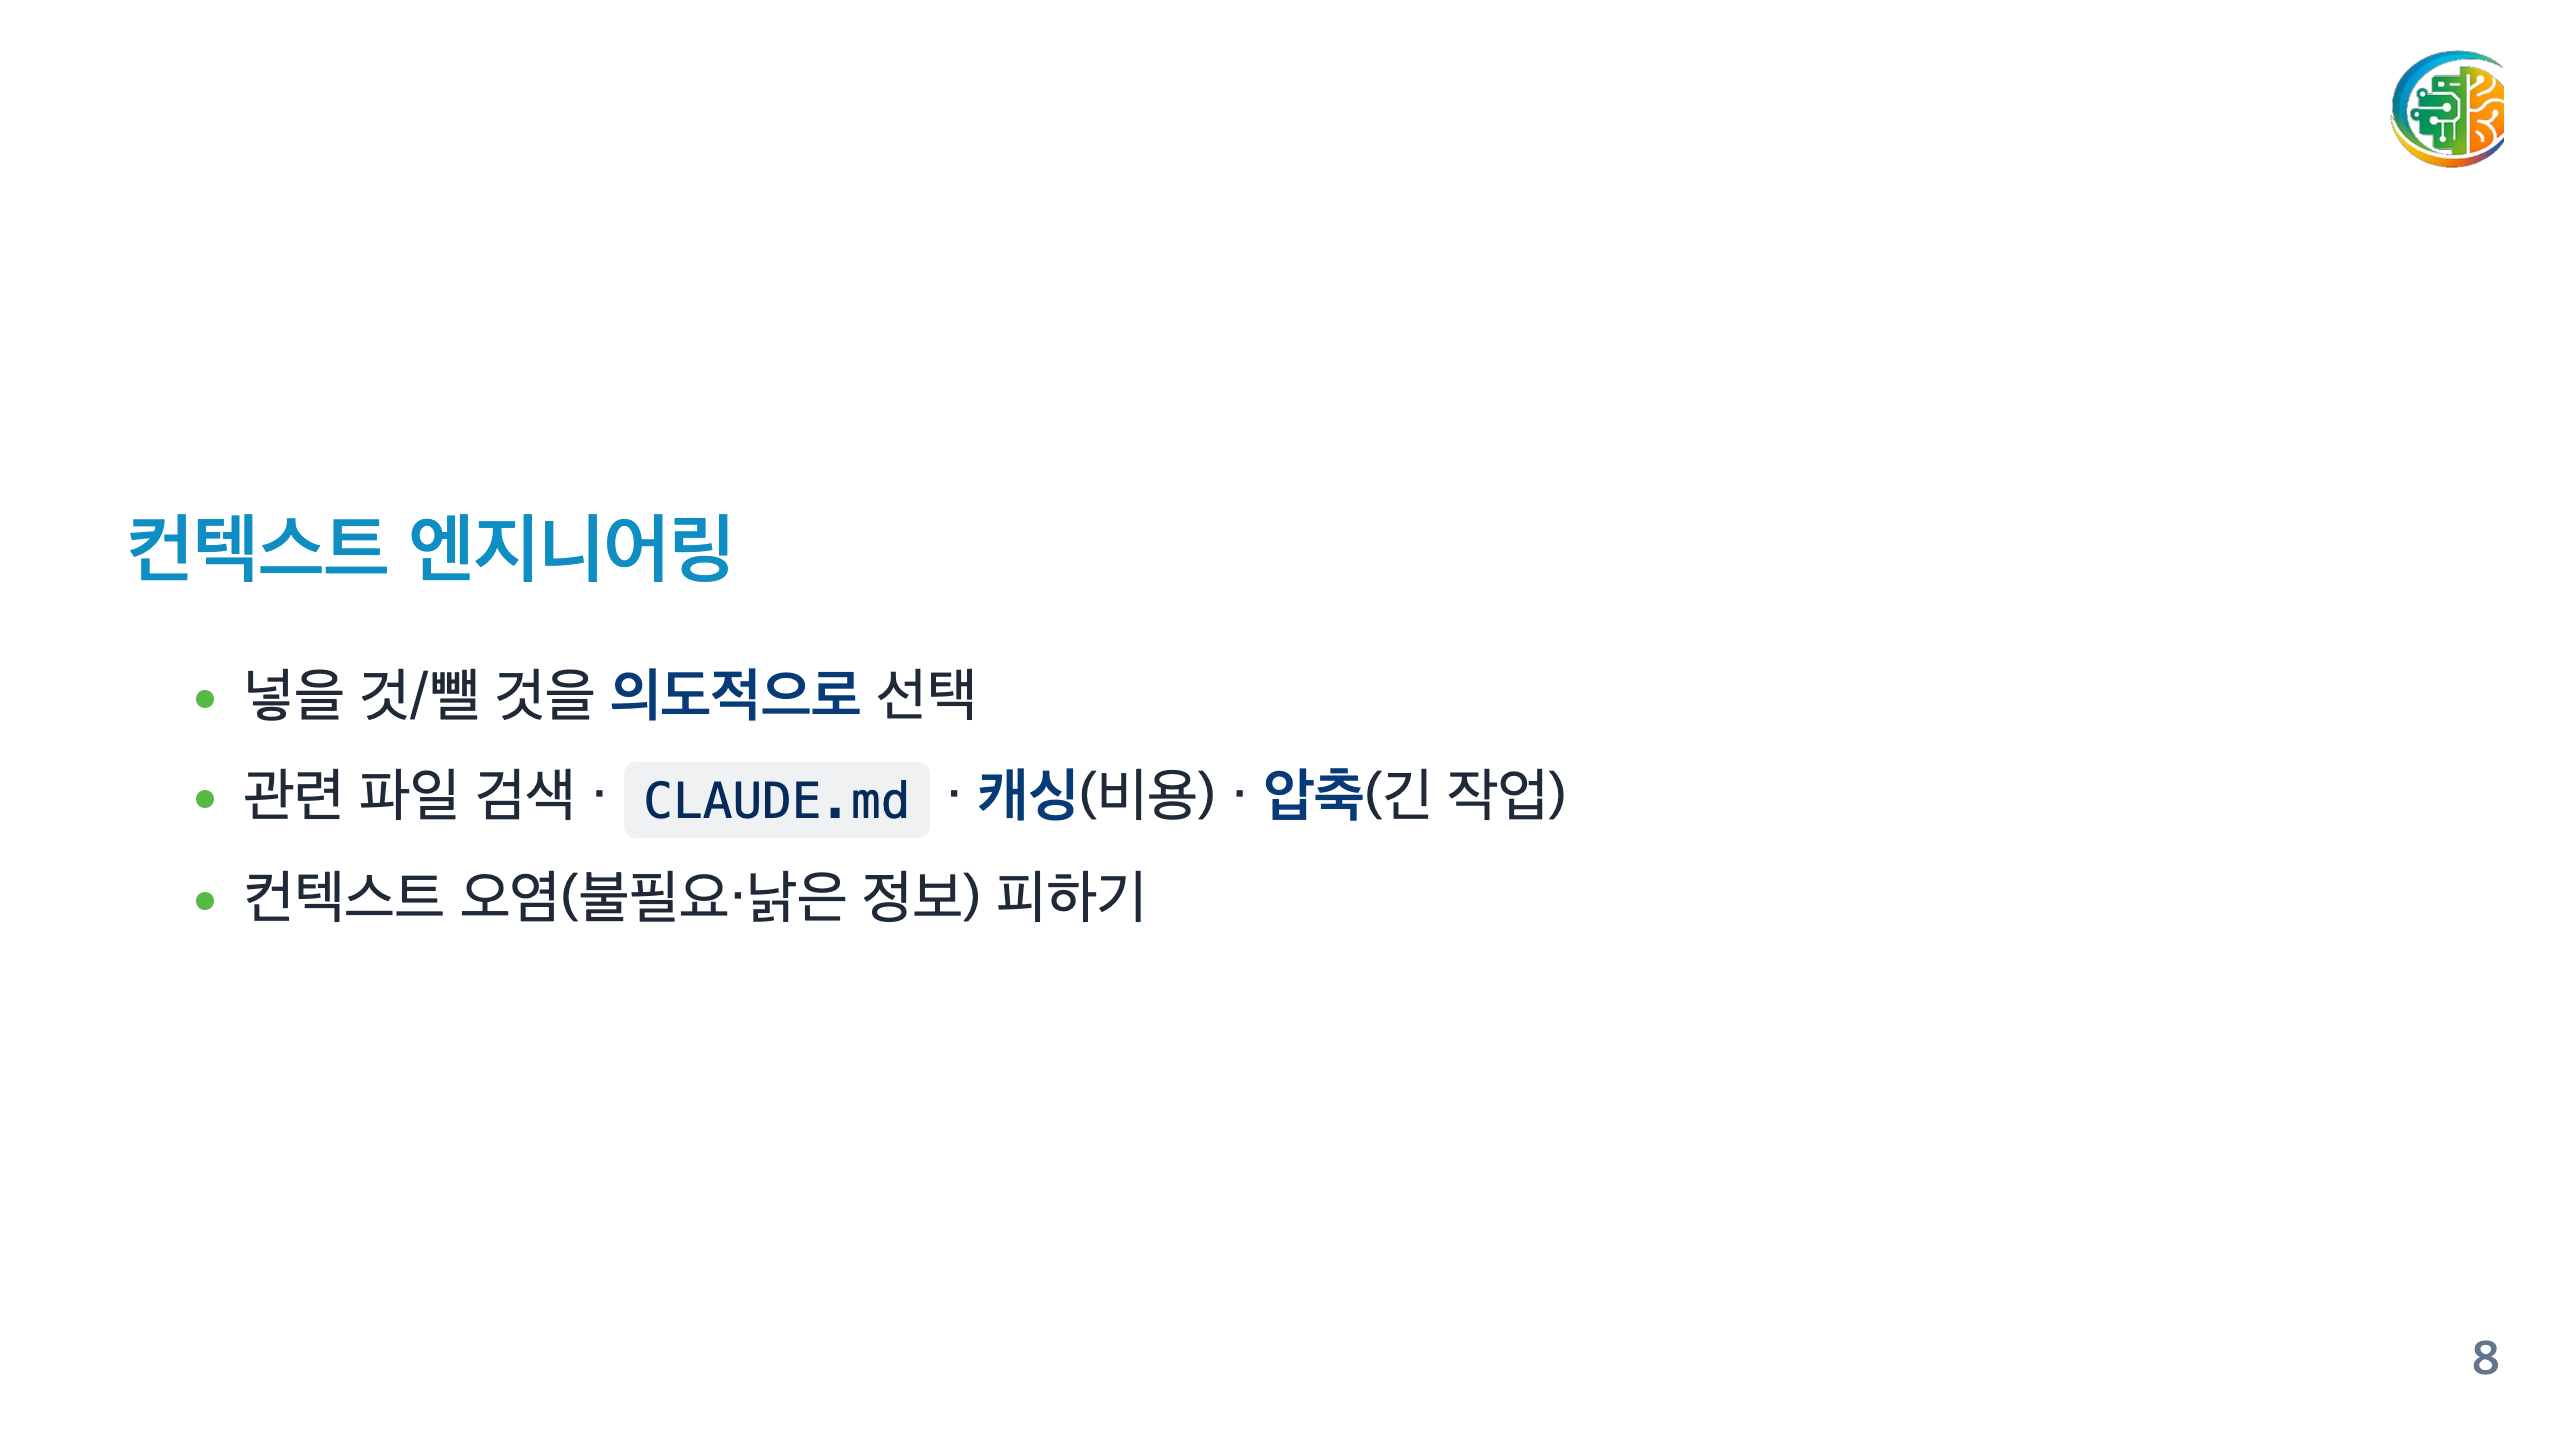 컨텍스트 엔지니어링
넣을 것/뺄 것을 의도적으로 선택
관련 파일 검색 · CLAUDE.md · 캐싱(비용) · 압축(긴 작업)
컨텍스트 오염(불필요·낡은 정보) 피하기
8